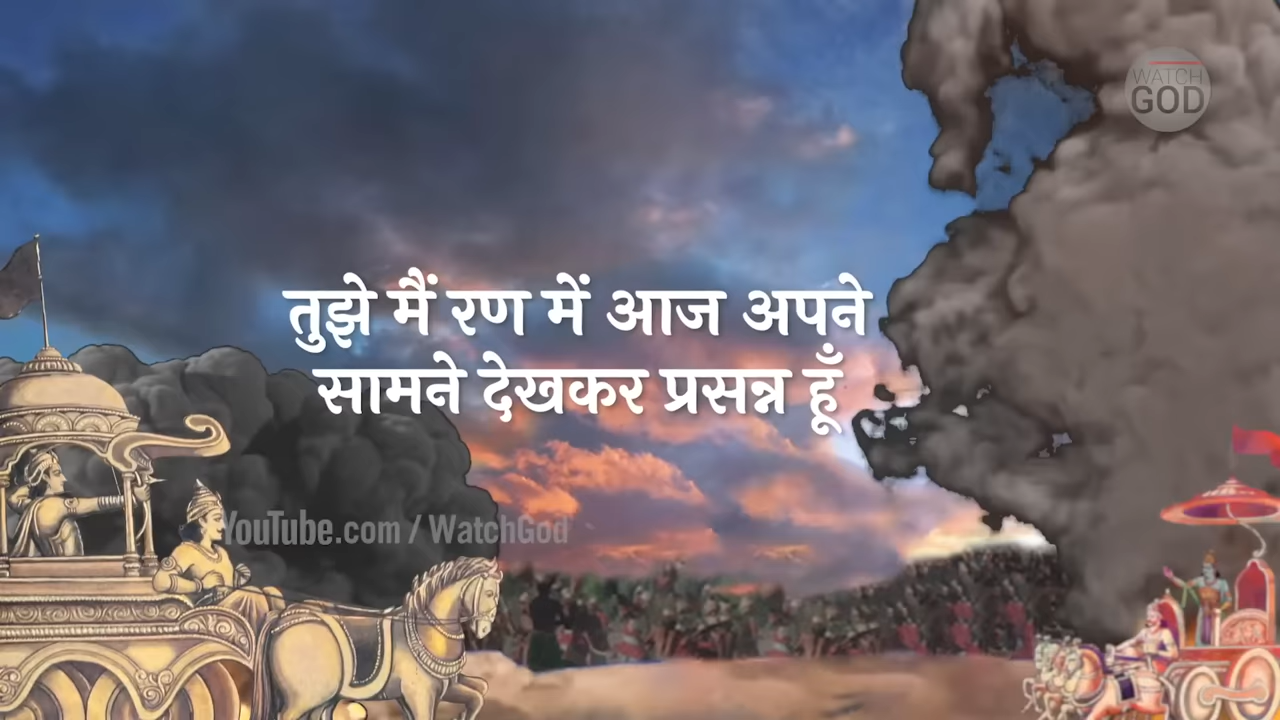 WATCH
GOD
तुझे मैं रण में आज अपने
सामने देखकर प्रसन्न हूँ
YouTube.com / WatchGod